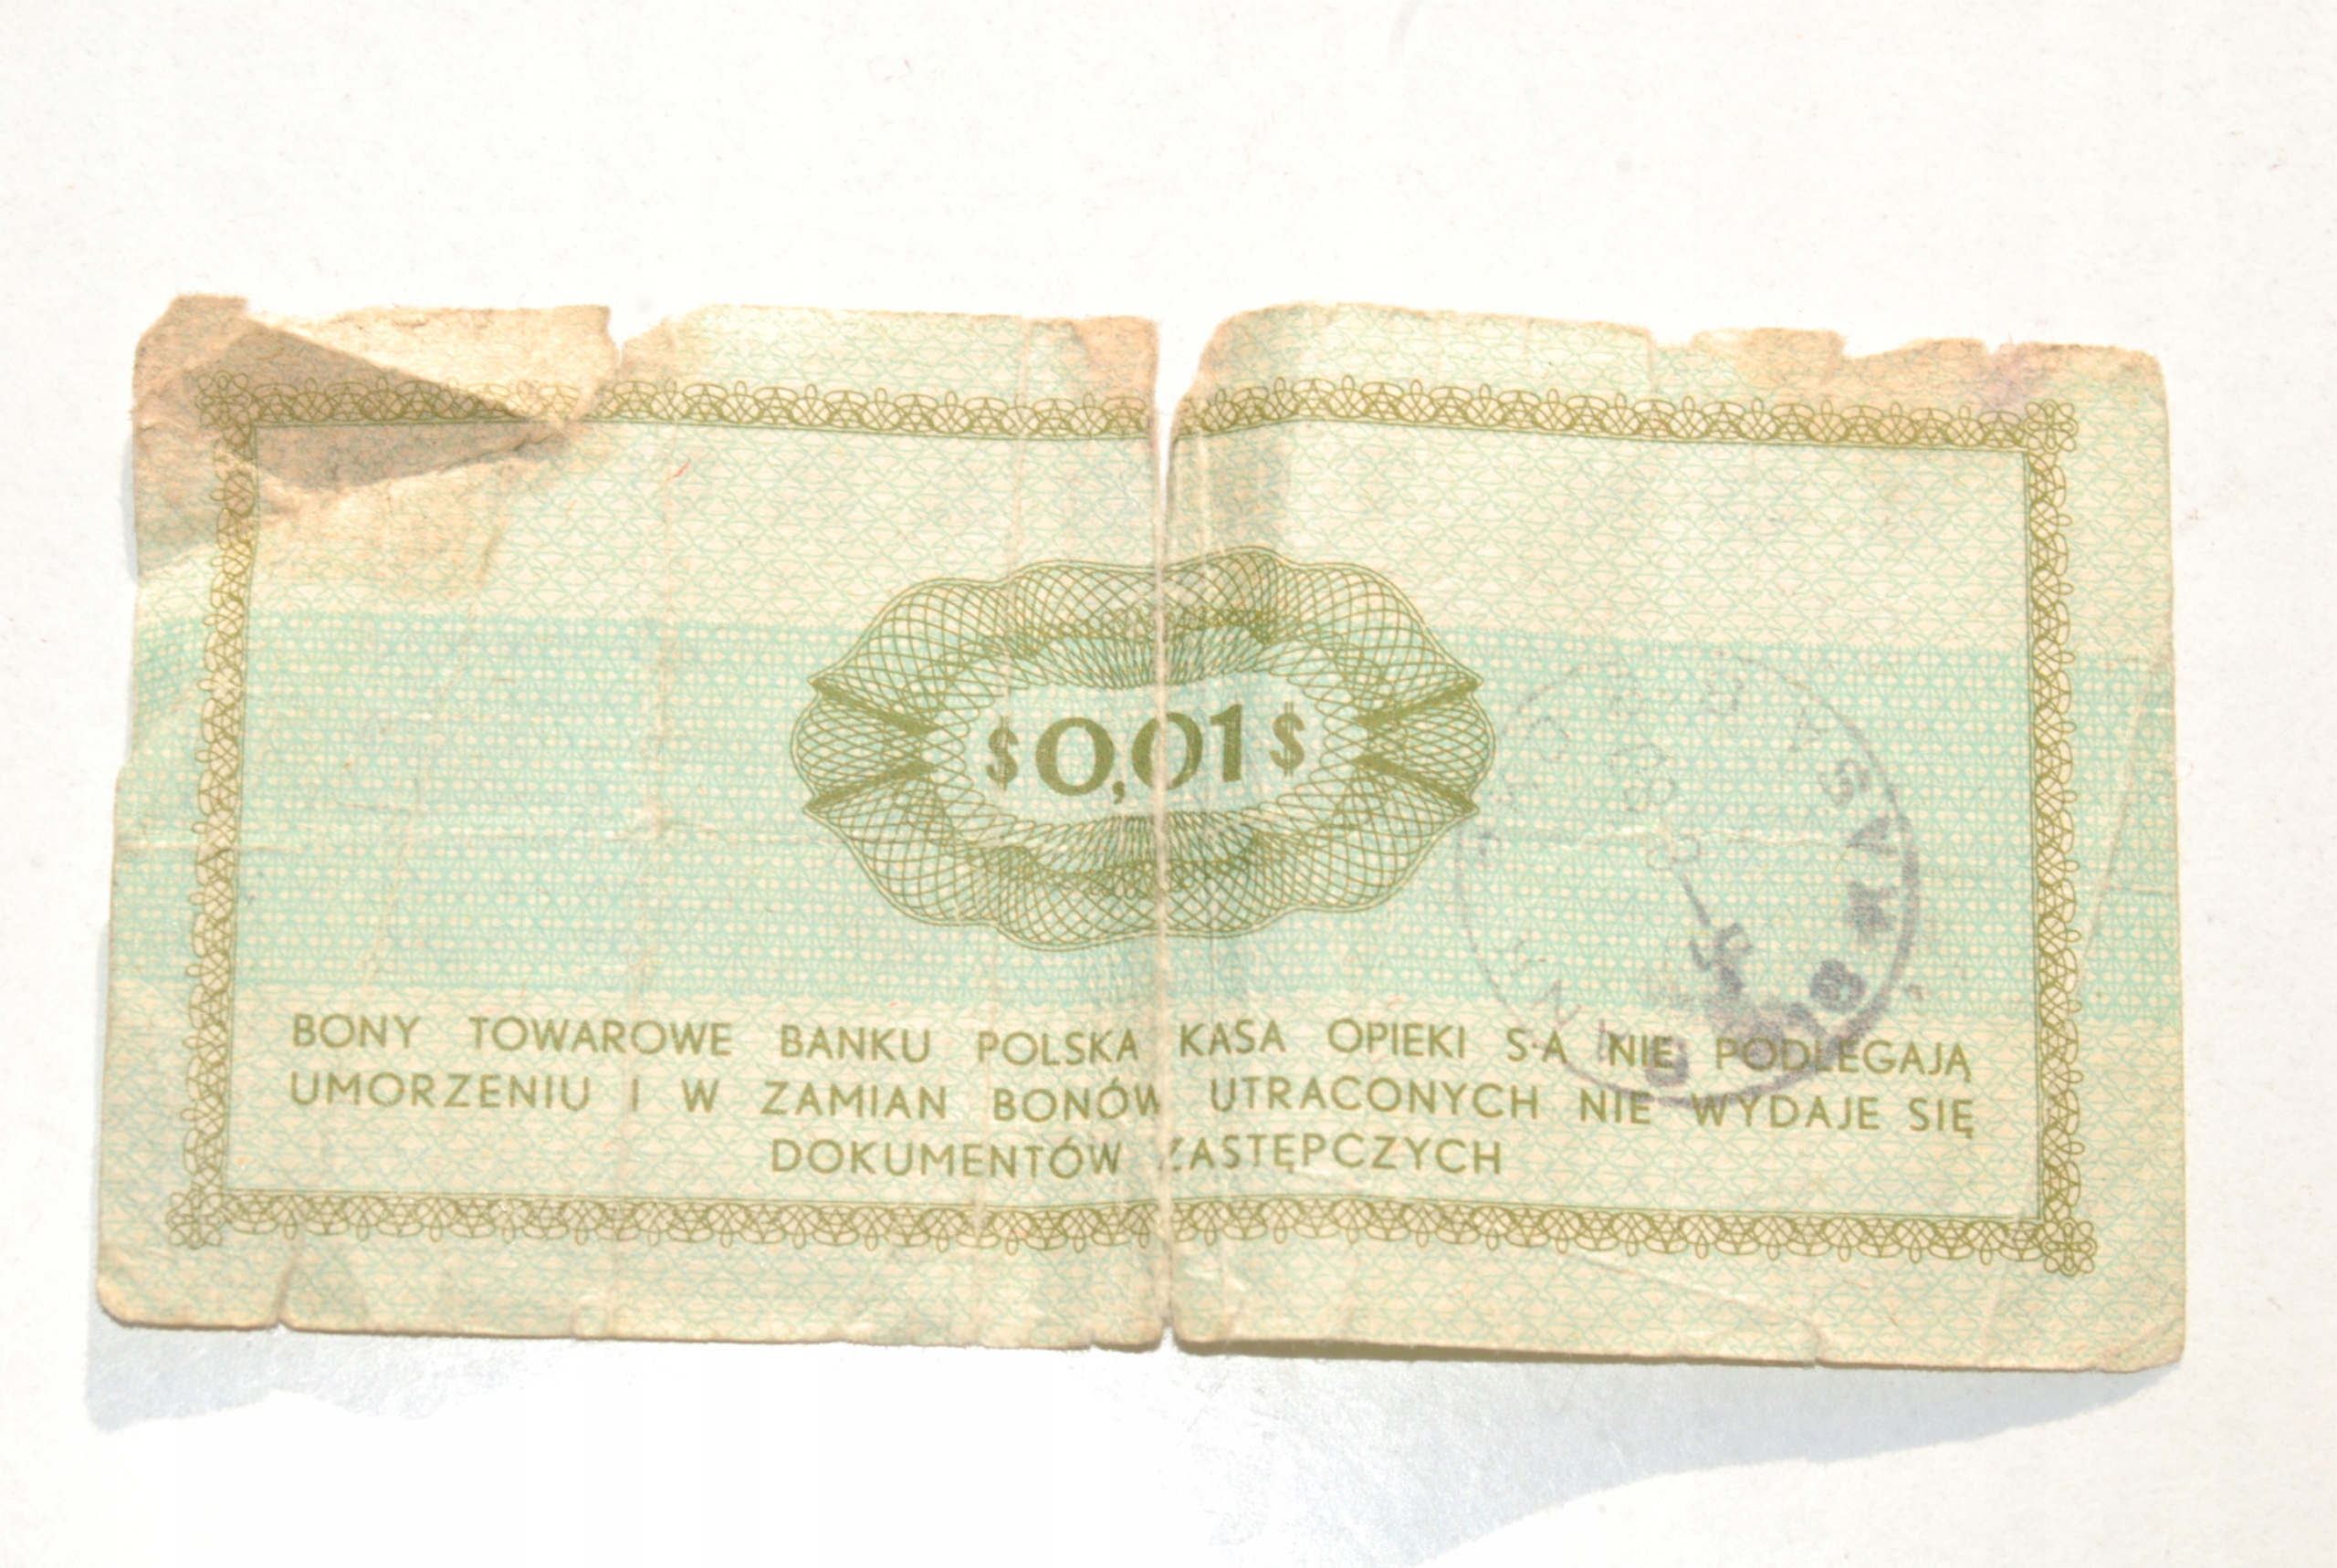 $ 0,01 $
BONY TOWAROWE BANKU POLSKA KASA OPIEKI S·A NIE PODLEGAJĄ
UMORZENIU I W ZAMIAN BONÓW UTRACONYCH NIE WYDAJE SIĘ
DOKUMENTÓW ZASTĘPCZYCH